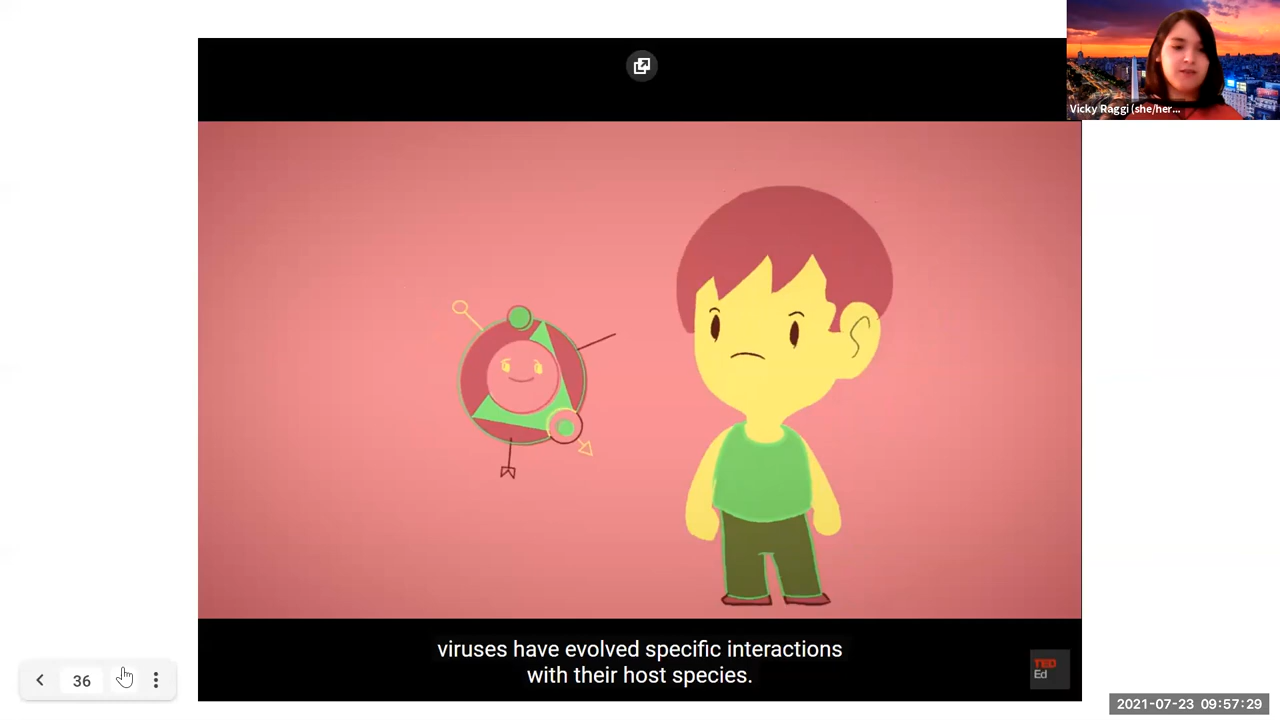 Vicky Raggi (she/her...
viruses have evolved specific interactions
with their host species.
TED
Ed
36
2021-07-23 09:57:29